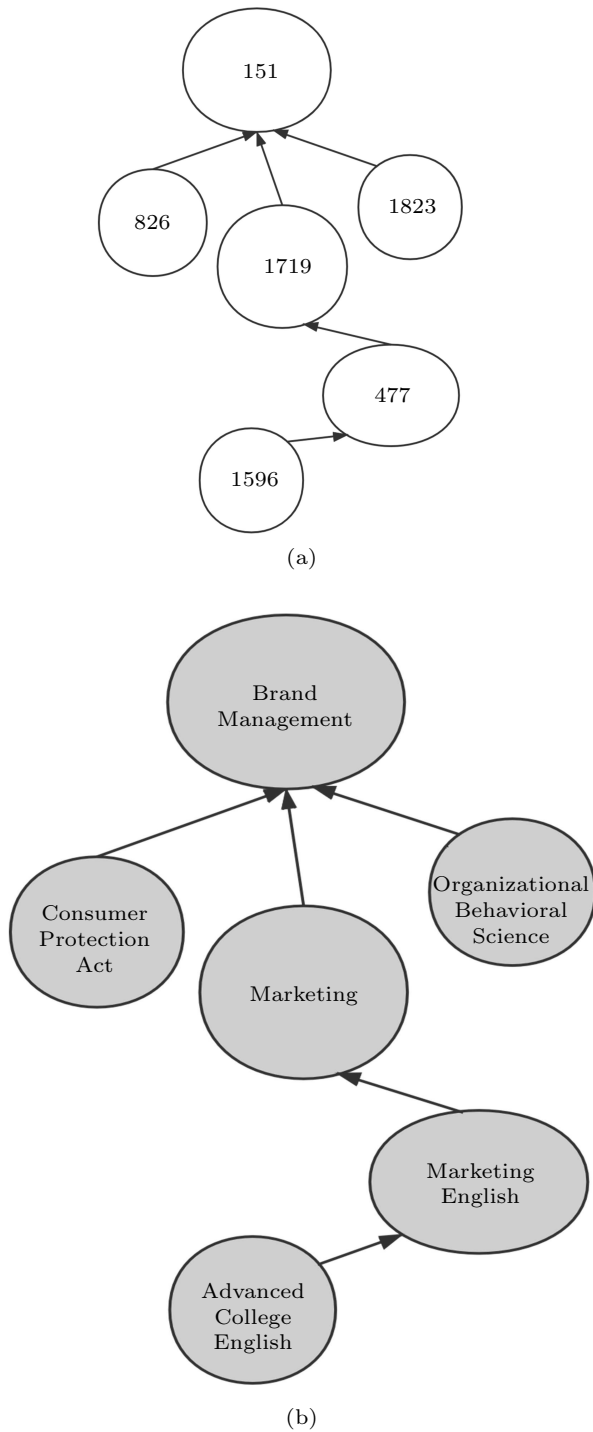 151
826
1823
1719
477
1596
(a)
Brand
Management
Organizational
Behavioral
Science
Consumer
Protection
Act
Marketing
Marketing
English
Advanced
College
English
(b)